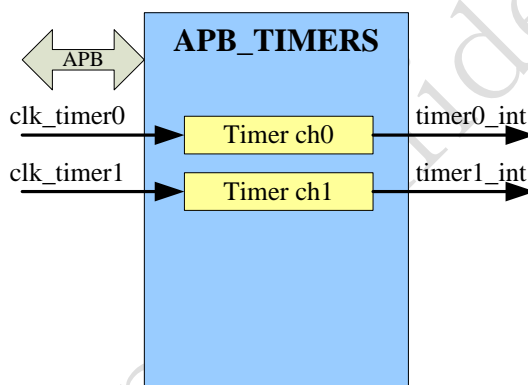 APB_TIMERS
APB
clk_timer0
Timer ch0
timer0_int
clk_timer1
Timer ch1
timer1_int